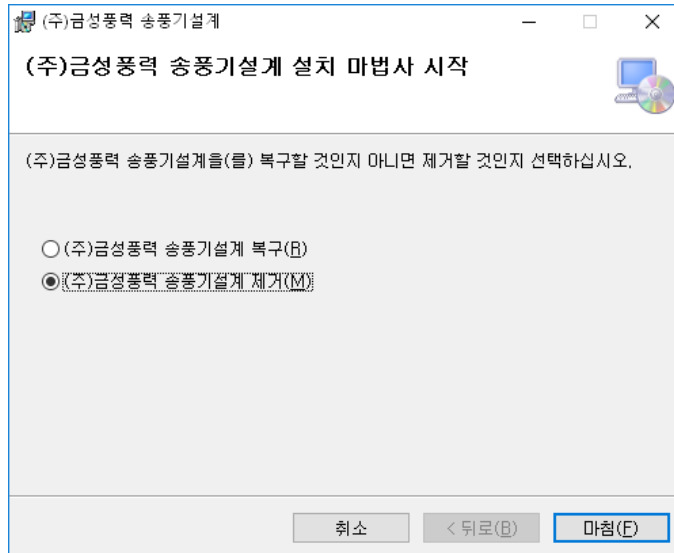 (주)금성풍력 송풍기설계
(주)금성풍력 송풍기설계 설치 마법사 시작
(주)금성풍력 송풍기설계을(를) 복구할 것인지 아니면 제거할 것인지 선택하십시오.
(주)금성풍력 송풍기설계 복구(R)
(주)금성풍력 송풍기설계 제거(M)
취소 < 뒤로(B) 마침(F)